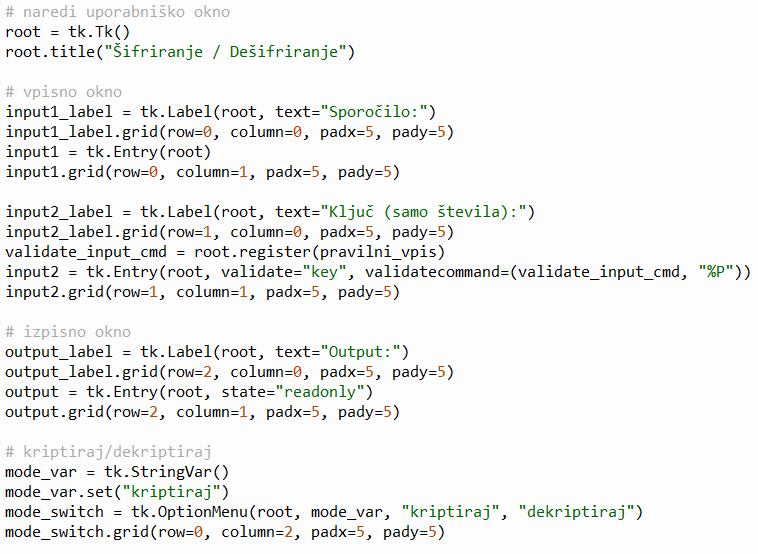 # naredi uporabniško okno
root = tk.Tk()
root.title("Šifriranje / Dešifriranje")
# vpisno okno
input1_label = tk.Label(root, text="Sporočilo:")
input1_label.grid(row=0, column=0, padx=5, pady=5)
input1 = tk.Entry(root)
input1.grid(row=0, column=1, padx=5, pady=5)
input2_label = tk.Label(root, text="Ključ (samo števila):")
input2_label.grid(row=1, column=0, padx=5, pady=5)
validate_input_cmd = root.register(pravilni_vpis)
input2 = tk.Entry(root, validate="key", validatecommand=(validate_input_cmd, "%P"))
input2.grid(row=1, column=1, padx=5, pady=5)
# izpisno okno
output_label = tk.Label(root, text="Output:")
output_label.grid(row=2, column=0, padx=5, pady=5)
output = tk.Entry(root, state="readonly")
output.grid(row=2, column=1, padx=5, pady=5)
# kriptiraj/dekriptiraj
mode_var = tk.StringVar()
mode_var.set("kriptiraj")
mode_switch = tk.OptionMenu(root, mode_var, "kriptiraj", "dekriptiraj")
mode_switch.grid(row=0, column=2, padx=5, pady=5)